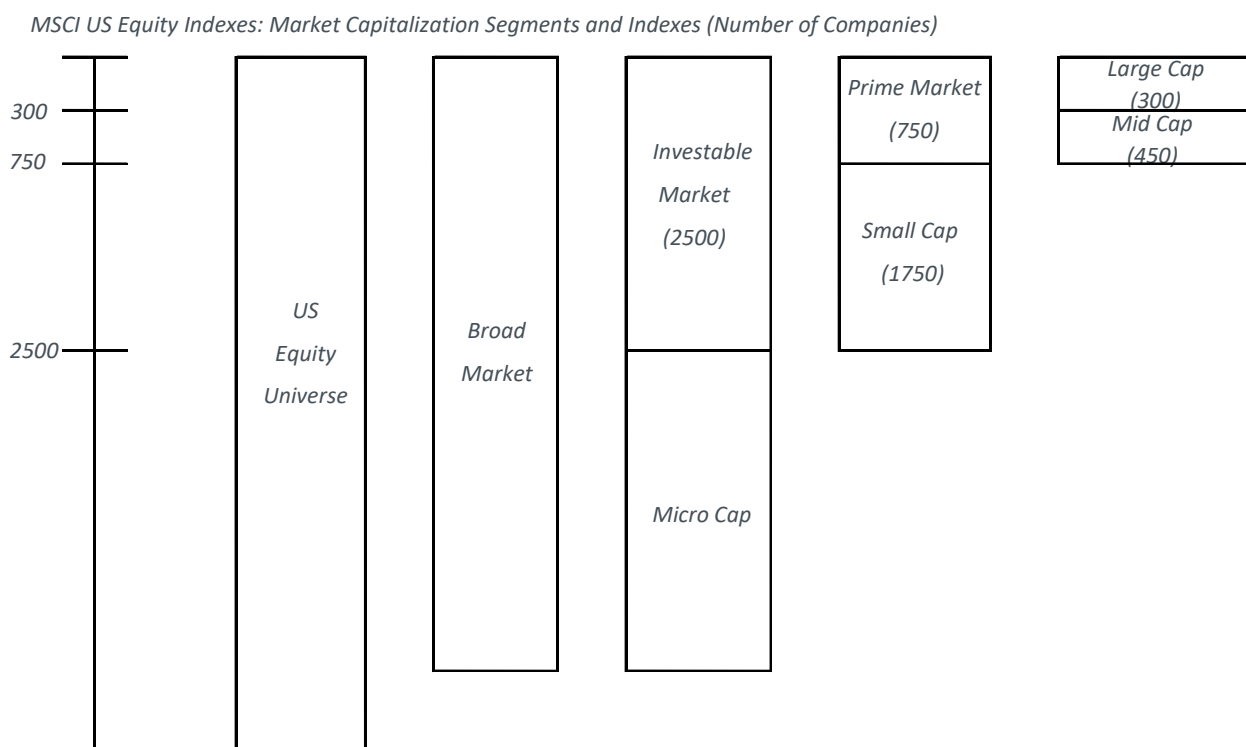 MSCI US Equity Indexes: Market Capitalization Segments and Indexes (Number of Companies)
300
750
2500
US
Equity
Universe
Broad
Market
Investable
Market
(2500)
Micro Cap
Prime Market
(750)
Small Cap
(1750)
Large Cap
(300)
Mid Cap
(450)